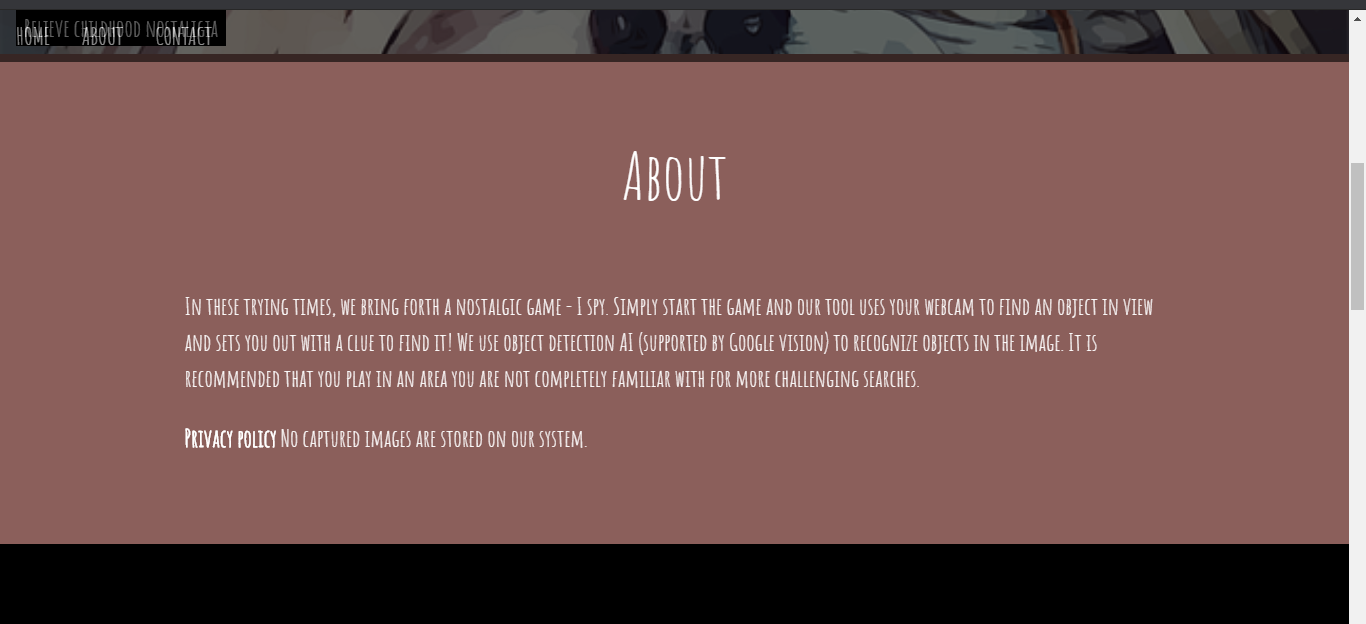 Relieve childhood nostalgia
HOME ABOUT CONTACT
About
In these trying times, we bring forth a nostalgic game - I spy. Simply start the game and our tool uses your webcam to find an object in view
and sets you out with a clue to find it! We use object detection AI (supported by Google vision) to recognize objects in the image. It is
recommended that you play in an area you are not completely familiar with for more challenging searches.
Privacy policy No captured images are stored on our system.